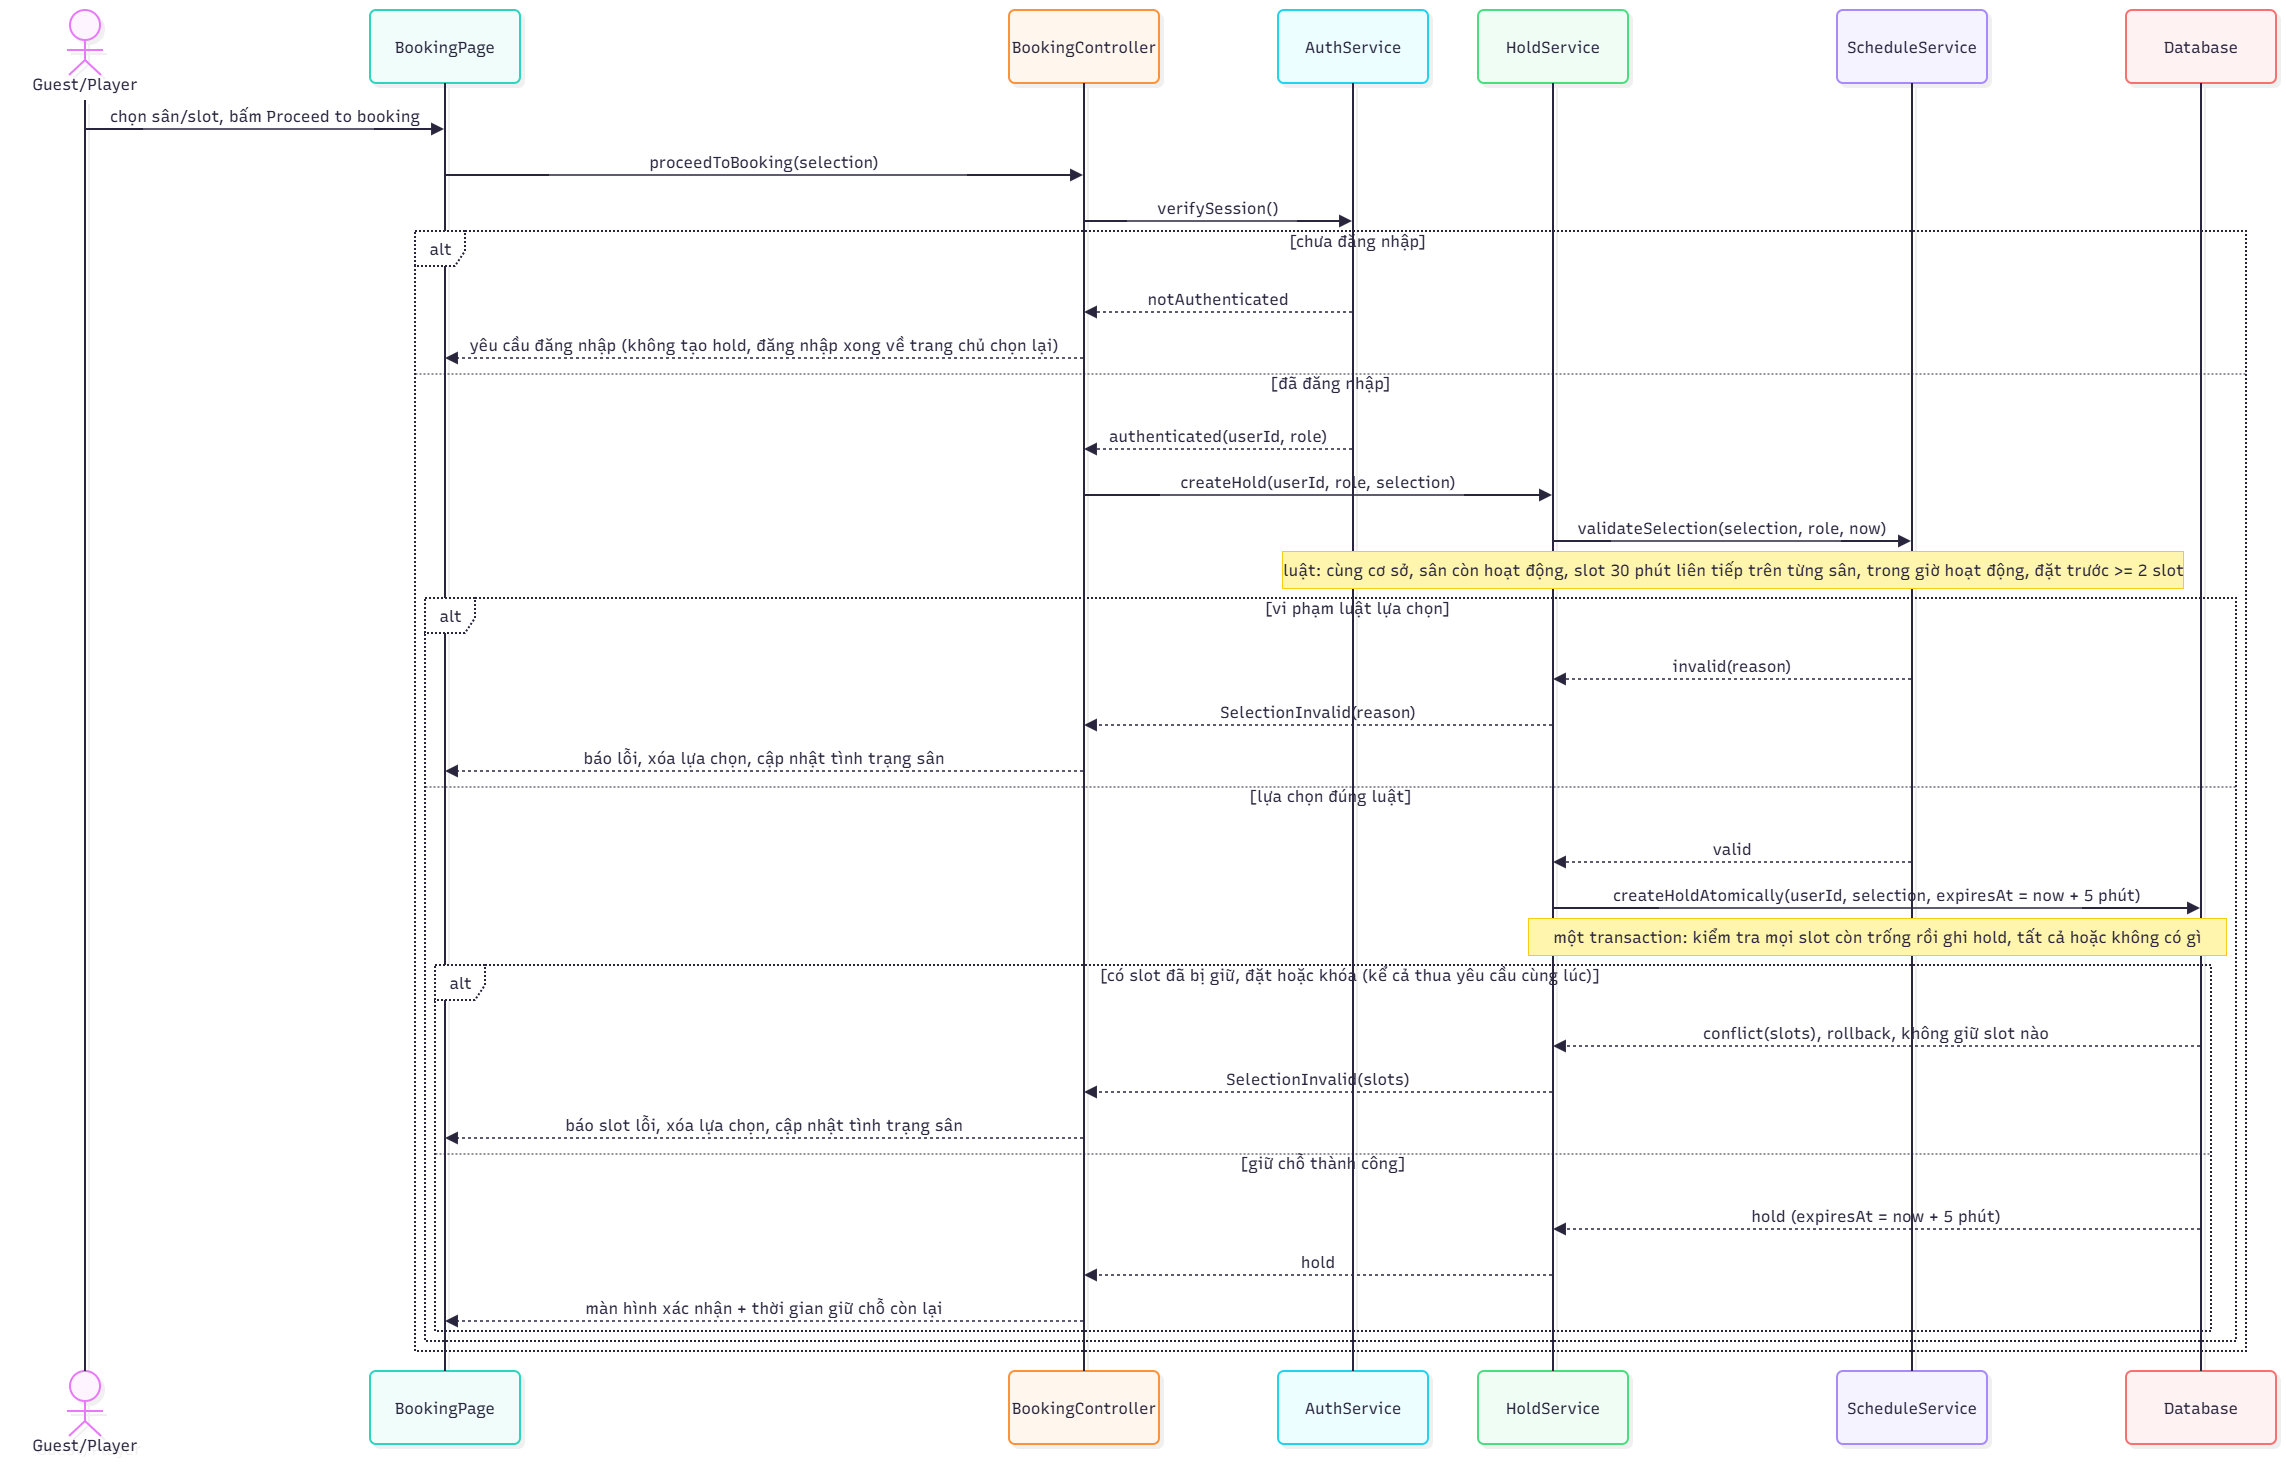 Guest/Player
BookingPage
BookingController
AuthService
HoldService
ScheduleService
Database
chọn sân/slot, bấm Proceed to booking
proceedToBooking(selection)
verifySession()
alt
[chưa đăng nhập]
notAuthenticated
yêu cầu đăng nhập (không tạo hold, đăng nhập xong về trang chủ chọn lại)
[đã đăng nhập]
authenticated(userId, role)
createHold(userId, role, selection)
validateSelection(selection, role, now)
luật: cùng cơ sở, sân còn hoạt động, slot 30 phút liên tiếp trên từng sân, trong giờ hoạt động, đặt trước >= 2 slot
alt
[vi phạm luật lựa chọn]
invalid(reason)
SelectionInvalid(reason)
báo lỗi, xóa lựa chọn, cập nhật tình trạng sân
[lựa chọn đúng luật]
valid
createHoldAtomically(userId, selection, expiresAt = now + 5 phút)
một transaction: kiểm tra mọi slot còn trống rồi ghi hold, tất cả hoặc không có gì
alt
[có slot đã bị giữ, đặt hoặc khóa (kể cả thua yêu cầu cùng lúc)]
conflict(slots), rollback, không giữ slot nào
SelectionInvalid(slots)
báo slot lỗi, xóa lựa chọn, cập nhật tình trạng sân
[giữ chỗ thành công]
hold (expiresAt = now + 5 phút)
hold
màn hình xác nhận + thời gian giữ chỗ còn lại
Guest/Player
BookingPage
BookingController
AuthService
HoldService
ScheduleService
Database